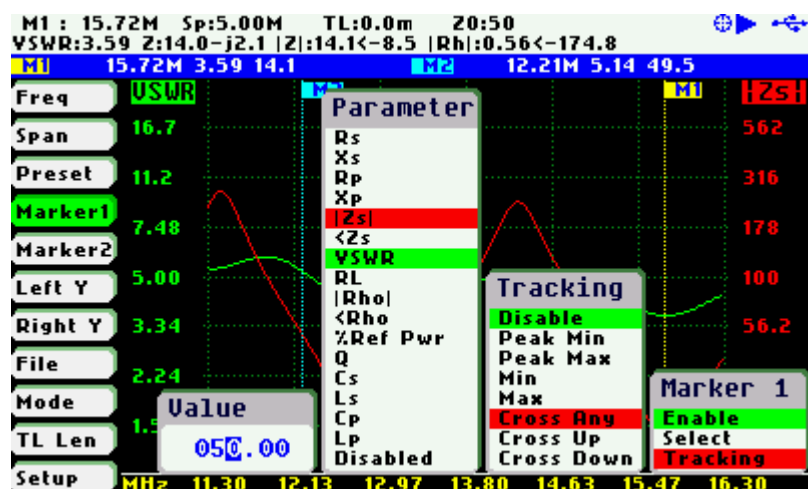 M1 : 15.72M Sp:5.00M TL:0.0m Z0:50
VSWR:3.59 Z:14.0-j2.1 |Z|:14.1<-8.5 |Rh|:0.56<-174.8
M1 15.72M 3.59 14.1 M2 12.21M 5.14 49.5
Freq
Span
Preset
Marker1
Marker2
Left Y
Right Y
File
Mode
TL Len
Setup
VSWR
16.7
11.2
7.48
5.00
3.34
2.24
M1
|Zs|
562
316
178
100
56.2
Parameter
Rs
Xs
Rp
Xp
|Zs|
<Zs
VSWR
RL
|Rho|
<Rho
%Ref Pwr
Q
Cs
Ls
Cp
Lp
Disabled
Value
050.00
Tracking
Disable
Peak Min
Peak Max
Min
Max
Cross Any
Cross Up
Cross Down
Marker 1
Enable
Select
Tracking
MHz 11.30 12.13 12.97 13.80 14.63 15.47 16.30